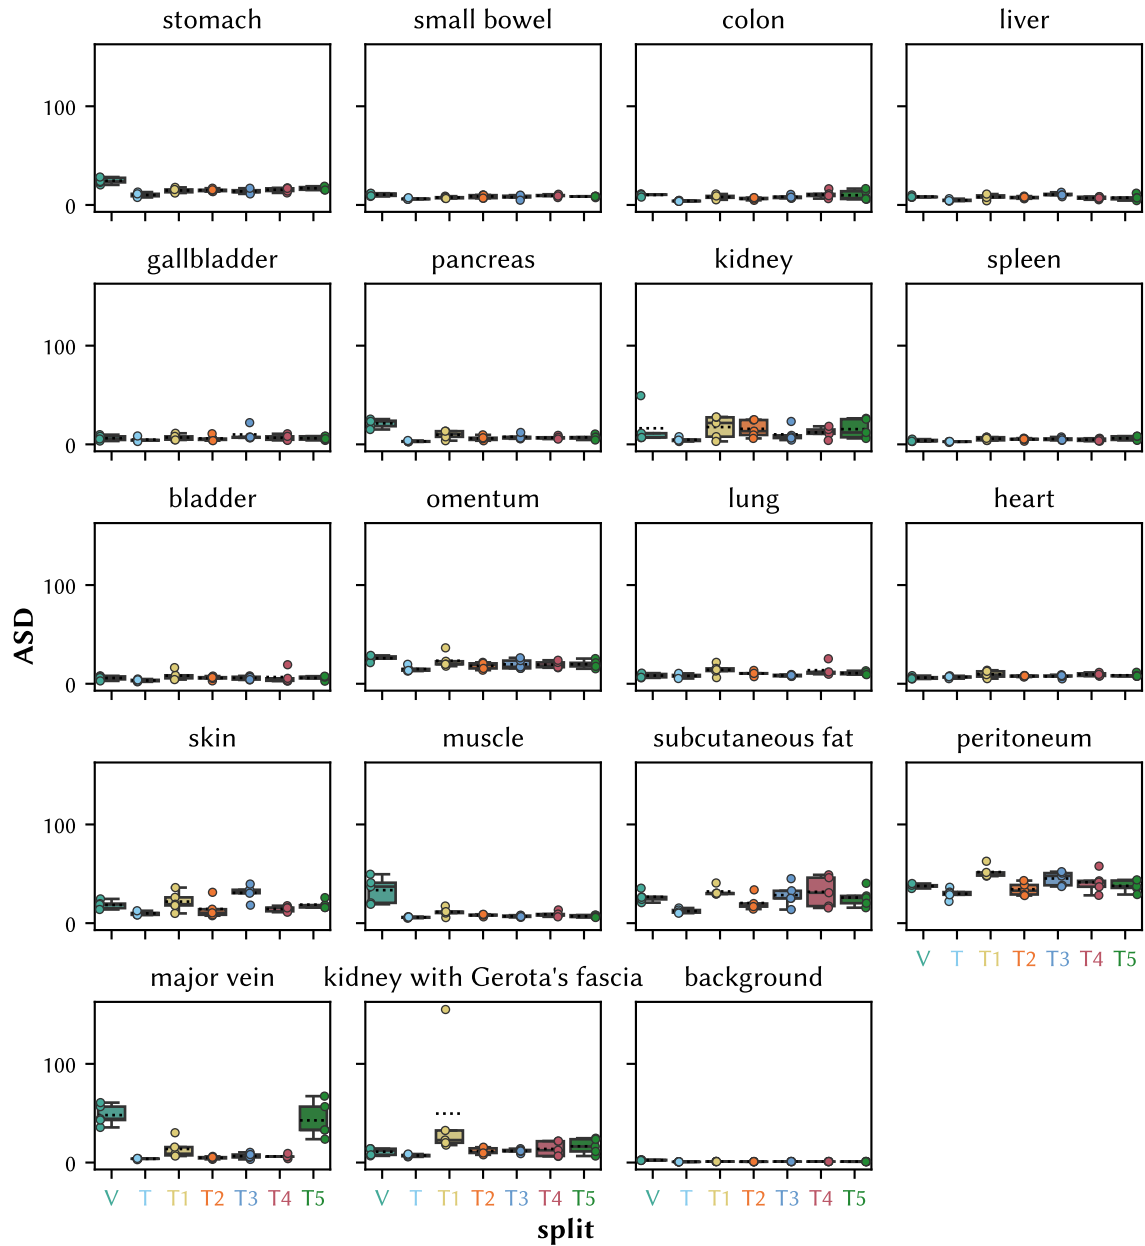 stomach small bowel colon liver
100
0
gallbladder pancreas kidney spleen
100
0
bladder omentum lung heart
100
0
ASD
skin muscle subcutaneous fat peritoneum
100
0
V T T1 T2 T3 T4 T5
major vein kidney with Gerota's fascia background
100
0
V T T1 T2 T3 T4 T5 V T T1 T2 T3 T4 T5 V T T1 T2 T3 T4 T5
split